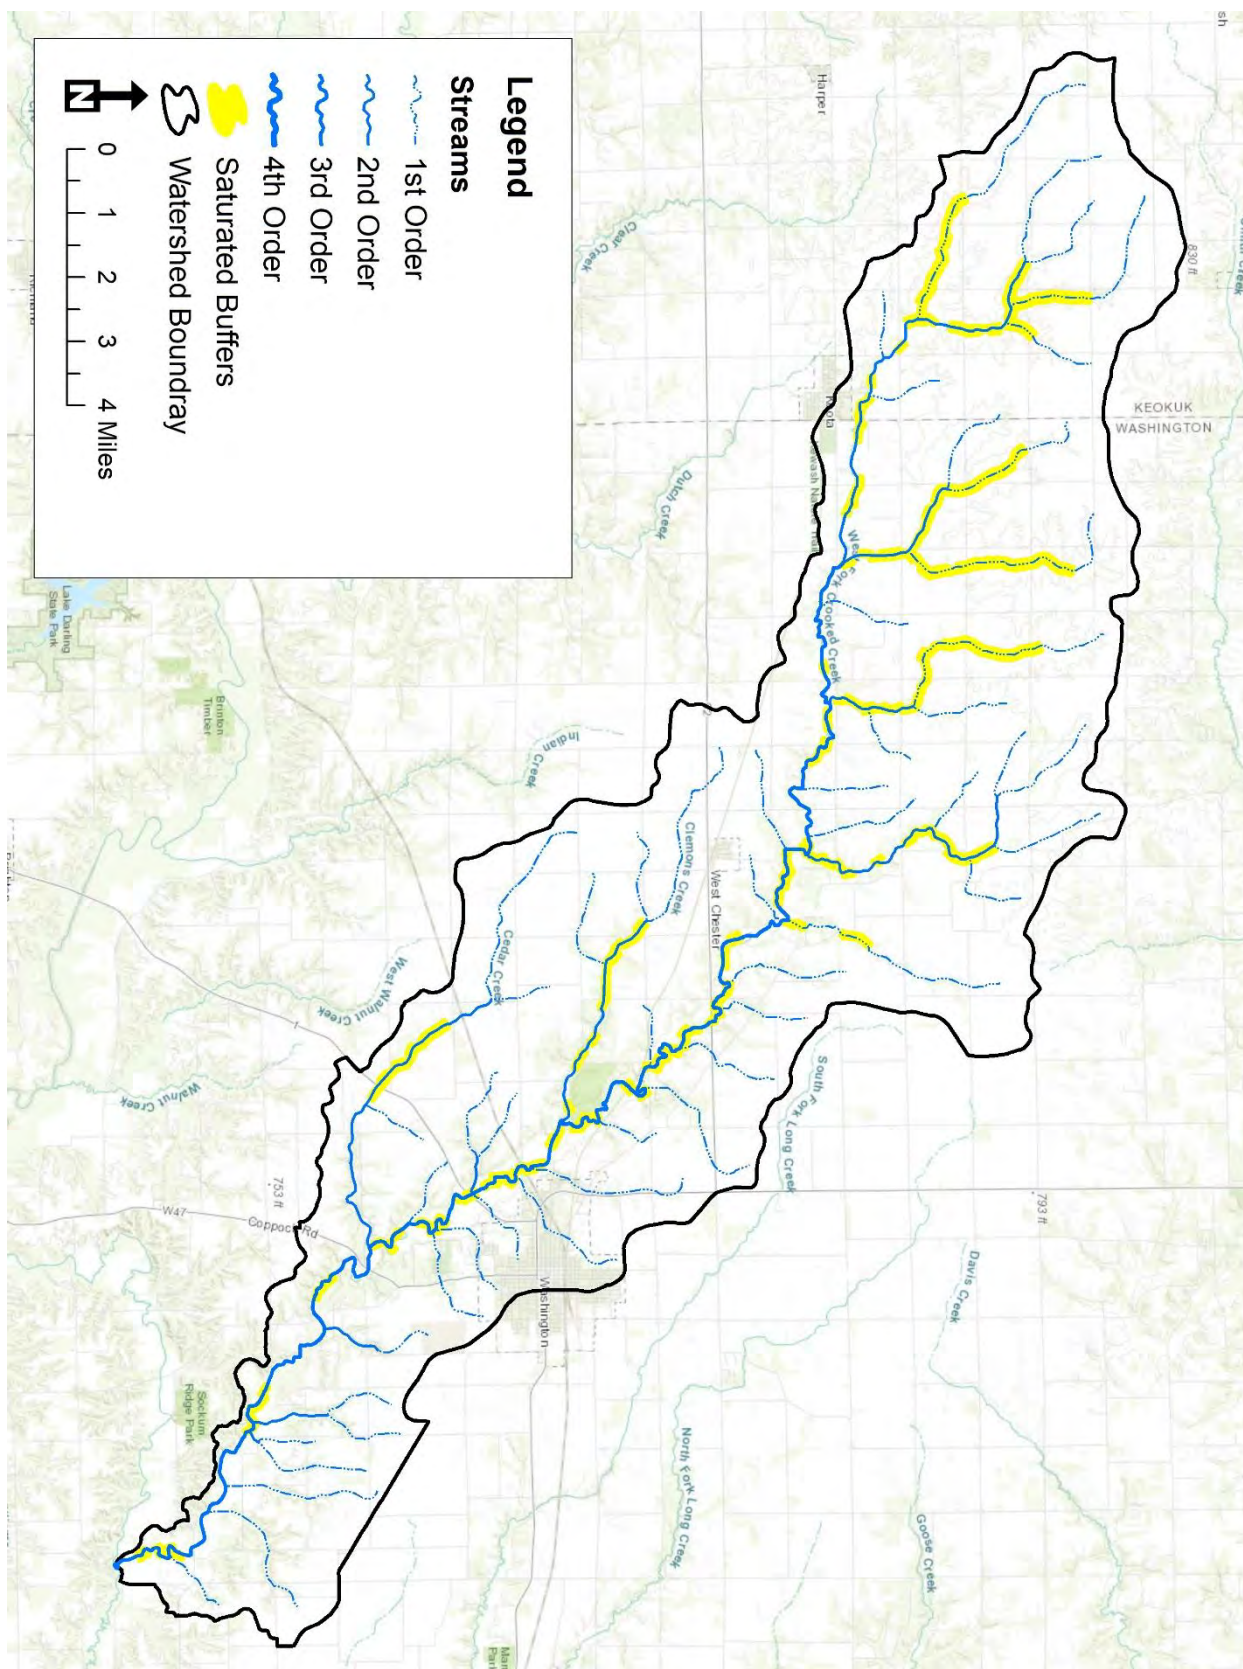 Legend
Streams
1st Order
2nd Order
3rd Order
4th Order
Saturated Buffers
Watershed Boundray
N
0 1 2 3 4 Miles
Harper
Clear Creek
830 ft
KEOKUK
WASHINGTON
Dutch Creek
West Fork Crooked Creek
Lake Darling
State Park
Brinton
Timber
Indian Creek
Clemons Creek
West Chester
Cedar Creek
West Walnut Creek
Walnut Creek
1
South Fork Long Creek
793 ft
753 ft
W47
Coppock Rd
Washington
Davis Creek
Sockum
Ridge Park
North Fork Long Creek
Goose Creek